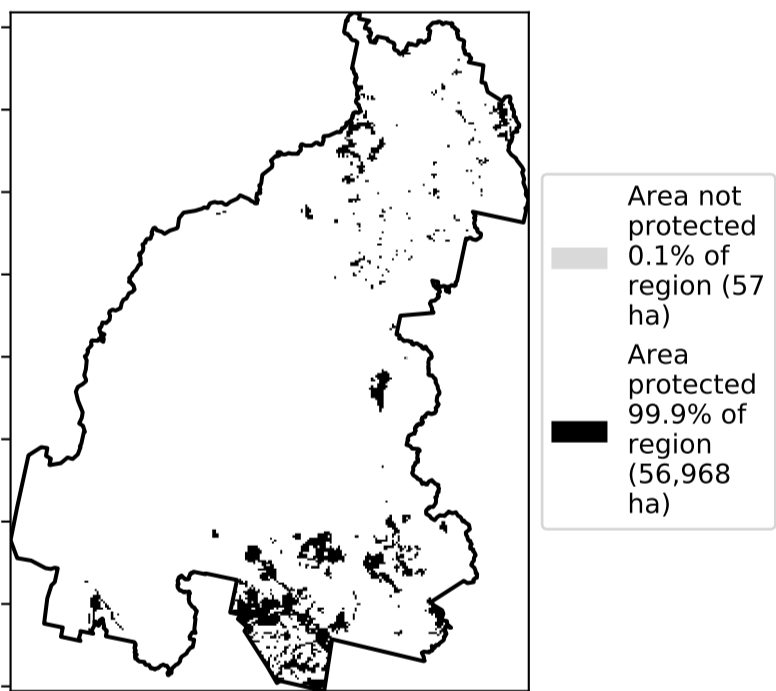 Area not
protected
0.1% of
region (57
ha)
Area
protected
99.9% of
region
(56,968
ha)